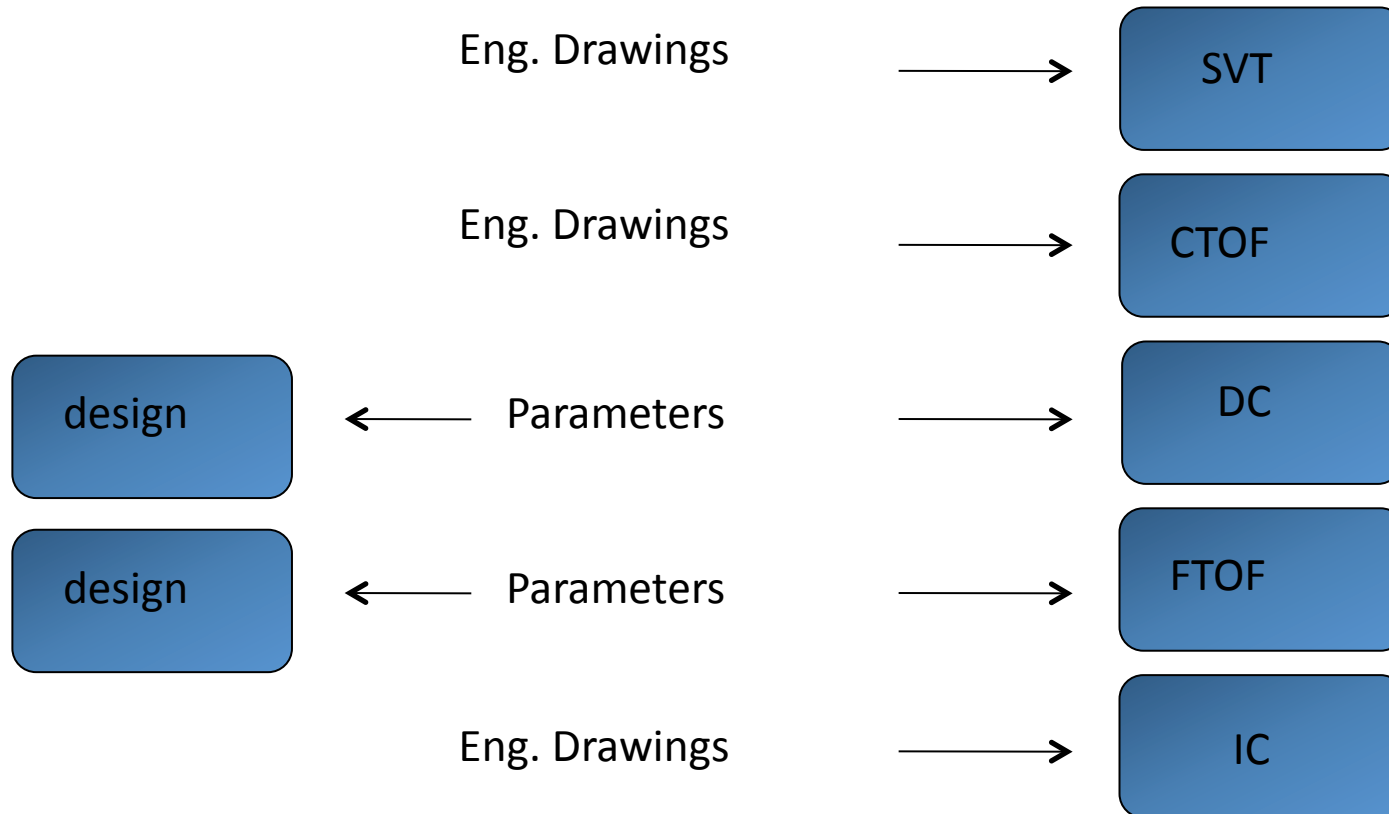 Eng. Drawings SVT
Eng. Drawings CTOF
design Parameters DC
design Parameters FTOF
Eng. Drawings IC